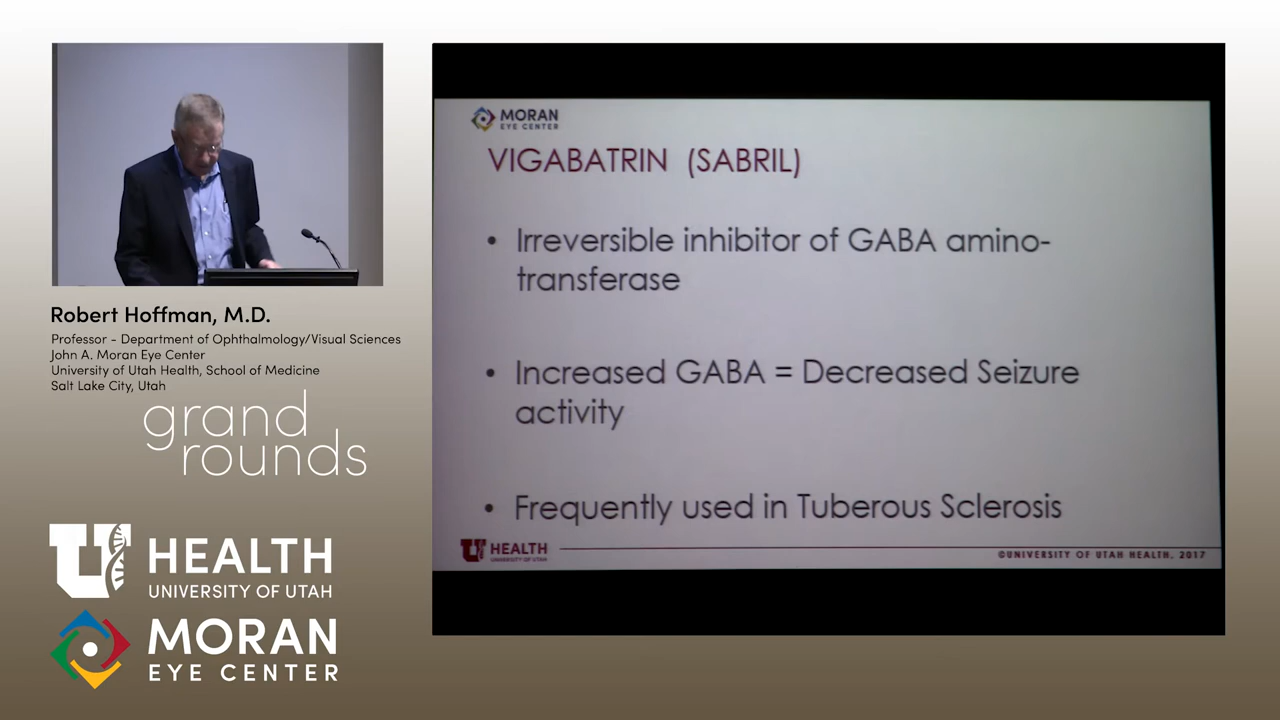 MORAN
EYE CENTER
VIGABATRIN (SABRIL)
• Irreversible inhibitor of GABA amino-
transferase
• Increased GABA = Decreased Seizure
activity
• Frequently used in Tuberous Sclerosis
U HEALTH
UNIVERSITY OF UTAH
©UNIVERSITY OF UTAH HEALTH, 2017
Robert Hoffman, M.D.
Professor - Department of Ophthalmology/Visual Sciences
John A. Moran Eye Center
University of Utah Health, School of Medicine
Salt Lake City, Utah
grand
rounds
U HEALTH
UNIVERSITY OF UTAH
MORAN
EYE CENTER